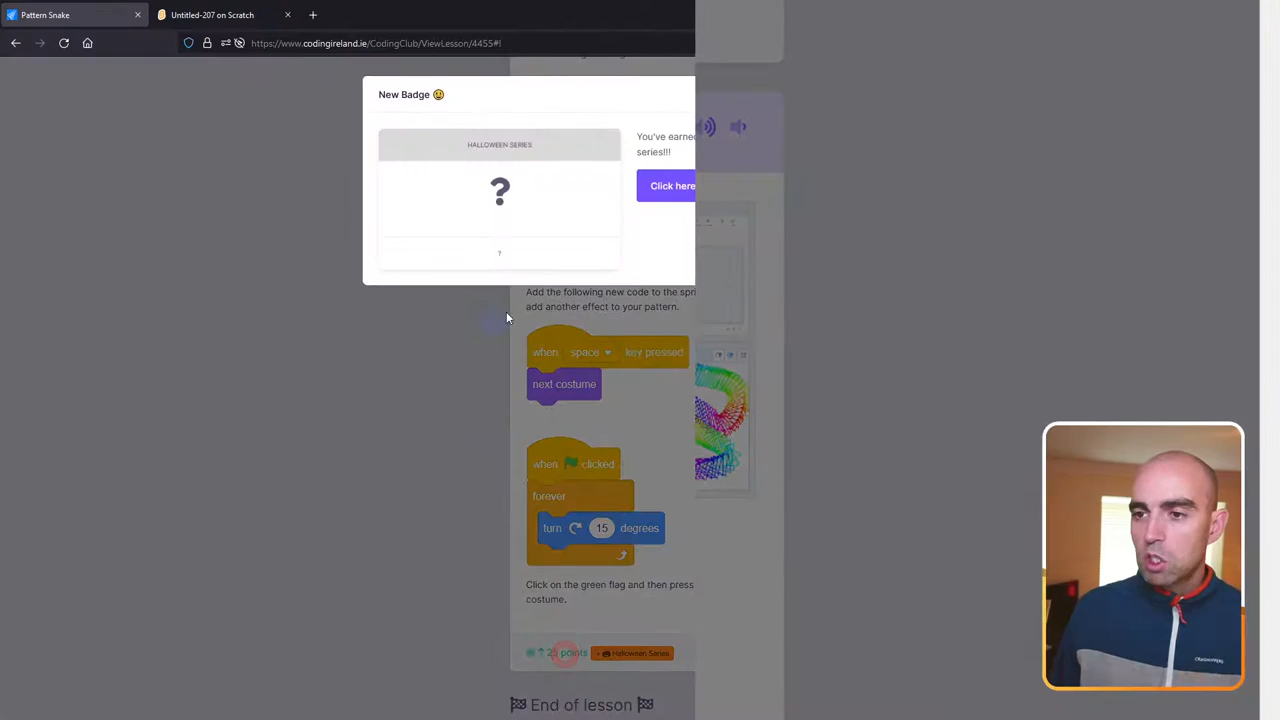 Pattern Snake
Untitled-207 on Scratch
https://www.codingireland.ie/CodingClub/ViewLesson/4455#!
New Badge
HALLOWEEN SERIES
?
?
You've earned
series!!!
Click here
Add the following new code to the spri
add another effect to your pattern.
when space key pressed
next costume
when clicked
forever
turn 15 degrees
Click on the green flag and then press
costume.
25 points
Halloween Series
End of lesson